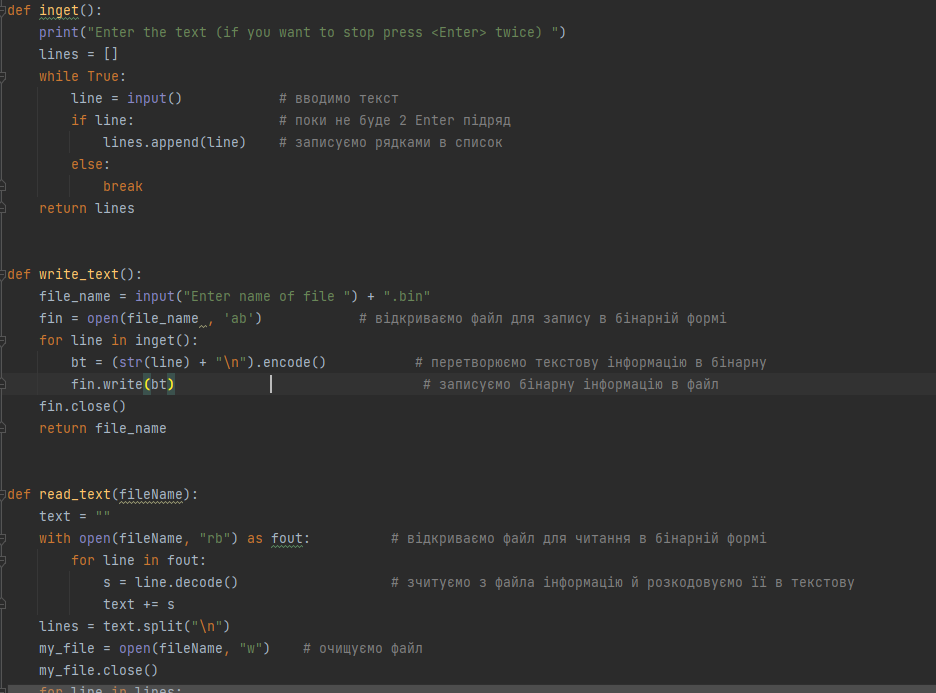 def inget():
    print("Enter the text (if you want to stop press <Enter> twice) ")
    lines = []
    while True:
        line = input()            # вводимо текст
        if line:                  # поки не буде 2 Enter підряд
            lines.append(line)    # записуємо рядками в список
        else:
            break
    return lines
def write_text():
    file_name = input("Enter name of file ") + ".bin"
    fin = open(file_name , 'ab')            # відкриваємо файл для запису в бінарній формі
    for line in inget():
        bt = (str(line) + "\n").encode()           # перетворюємо текстову інформацію в бінарну
        fin.write(bt)                               # записуємо бінарну інформацію в файл
    fin.close()
    return file_name
def read_text(fileName):
    text = ""
    with open(fileName, "rb") as fout:          # відкриваємо файл для читання в бінарній формі
        for line in fout:
            s = line.decode()                   # зчитуємо з файла інформацію й розкодовуємо її в текстову
            text += s
    lines = text.split("\n")
    my_file = open(fileName, "w")    # очищуємо файл
    my_file.close()
    for line in lines: